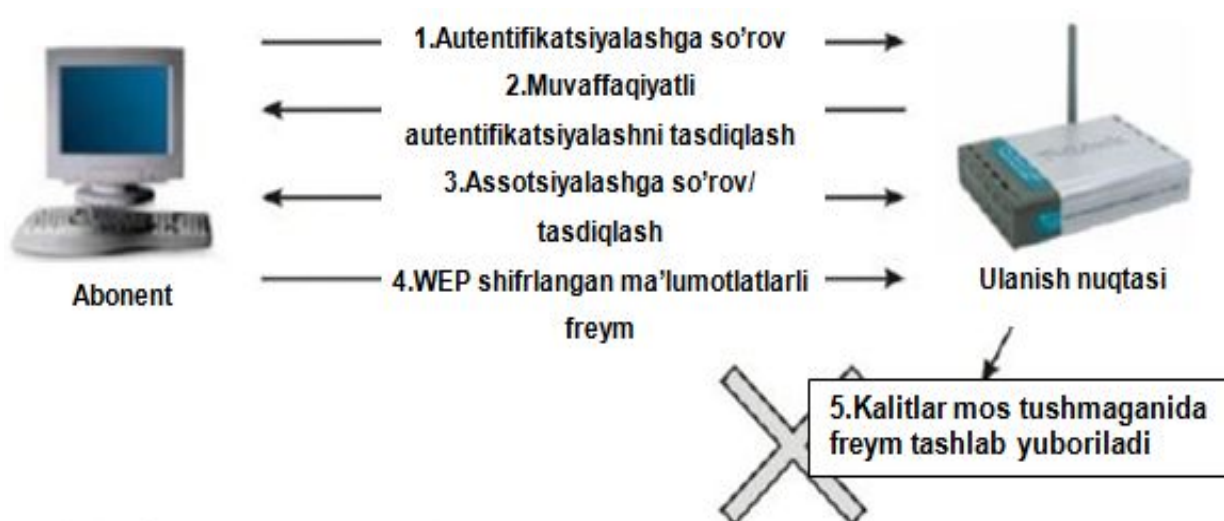 1.Autentifikatsiyalashga so’rov
2.Muvaffaqiyatli
autentifikatsiyalashni tasdiqlash
3.Assotsiyalashga so’rov/
tasdiqlash
4.WEP shifrlangan ma’lumotlatlarli
freym
Abonent
Ulanish nuqtasi
5.Kalitlar mos tushmaganida
freym tashlab yuboriladi